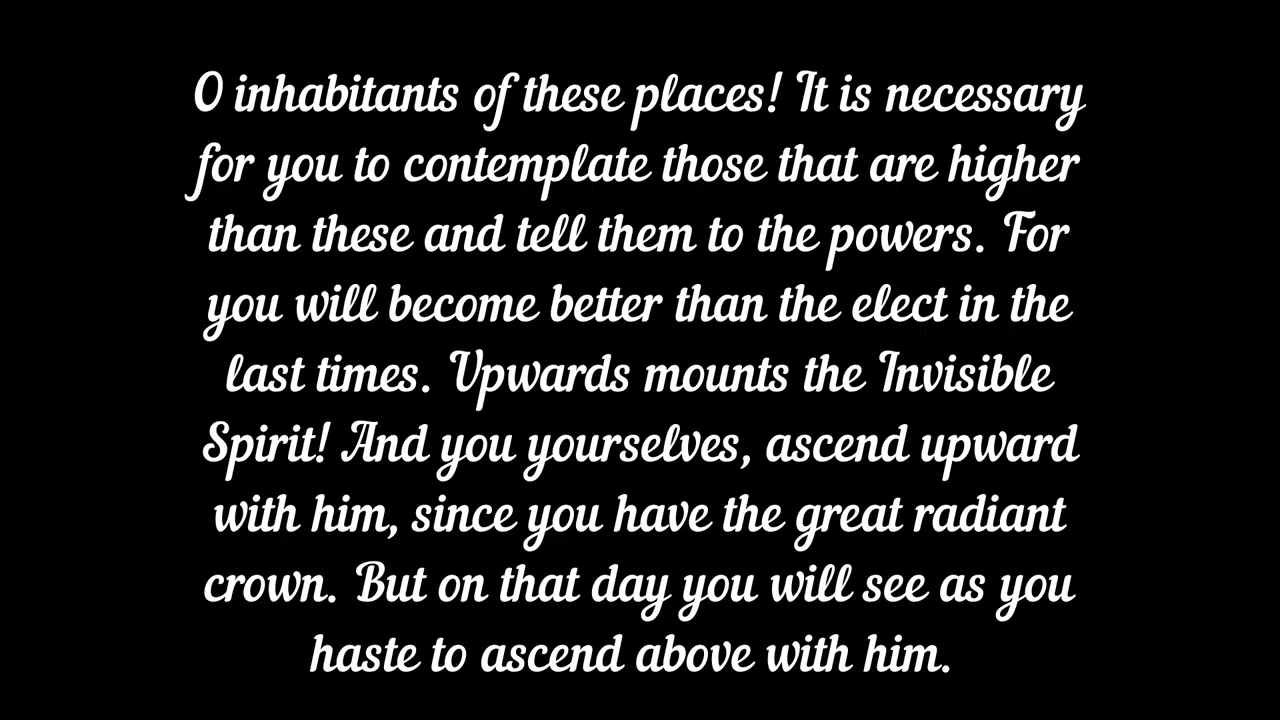 O inhabitants of these places! It is necessary
for you to contemplate those that are higher
than these and tell them to the powers. For
you will become better than the elect in the
last times. Upwards mounts the Invisible
Spirit! And you yourselves, ascend upward
with him, since you have the great radiant
crown. But on that day you will see as you
haste to ascend above with him.